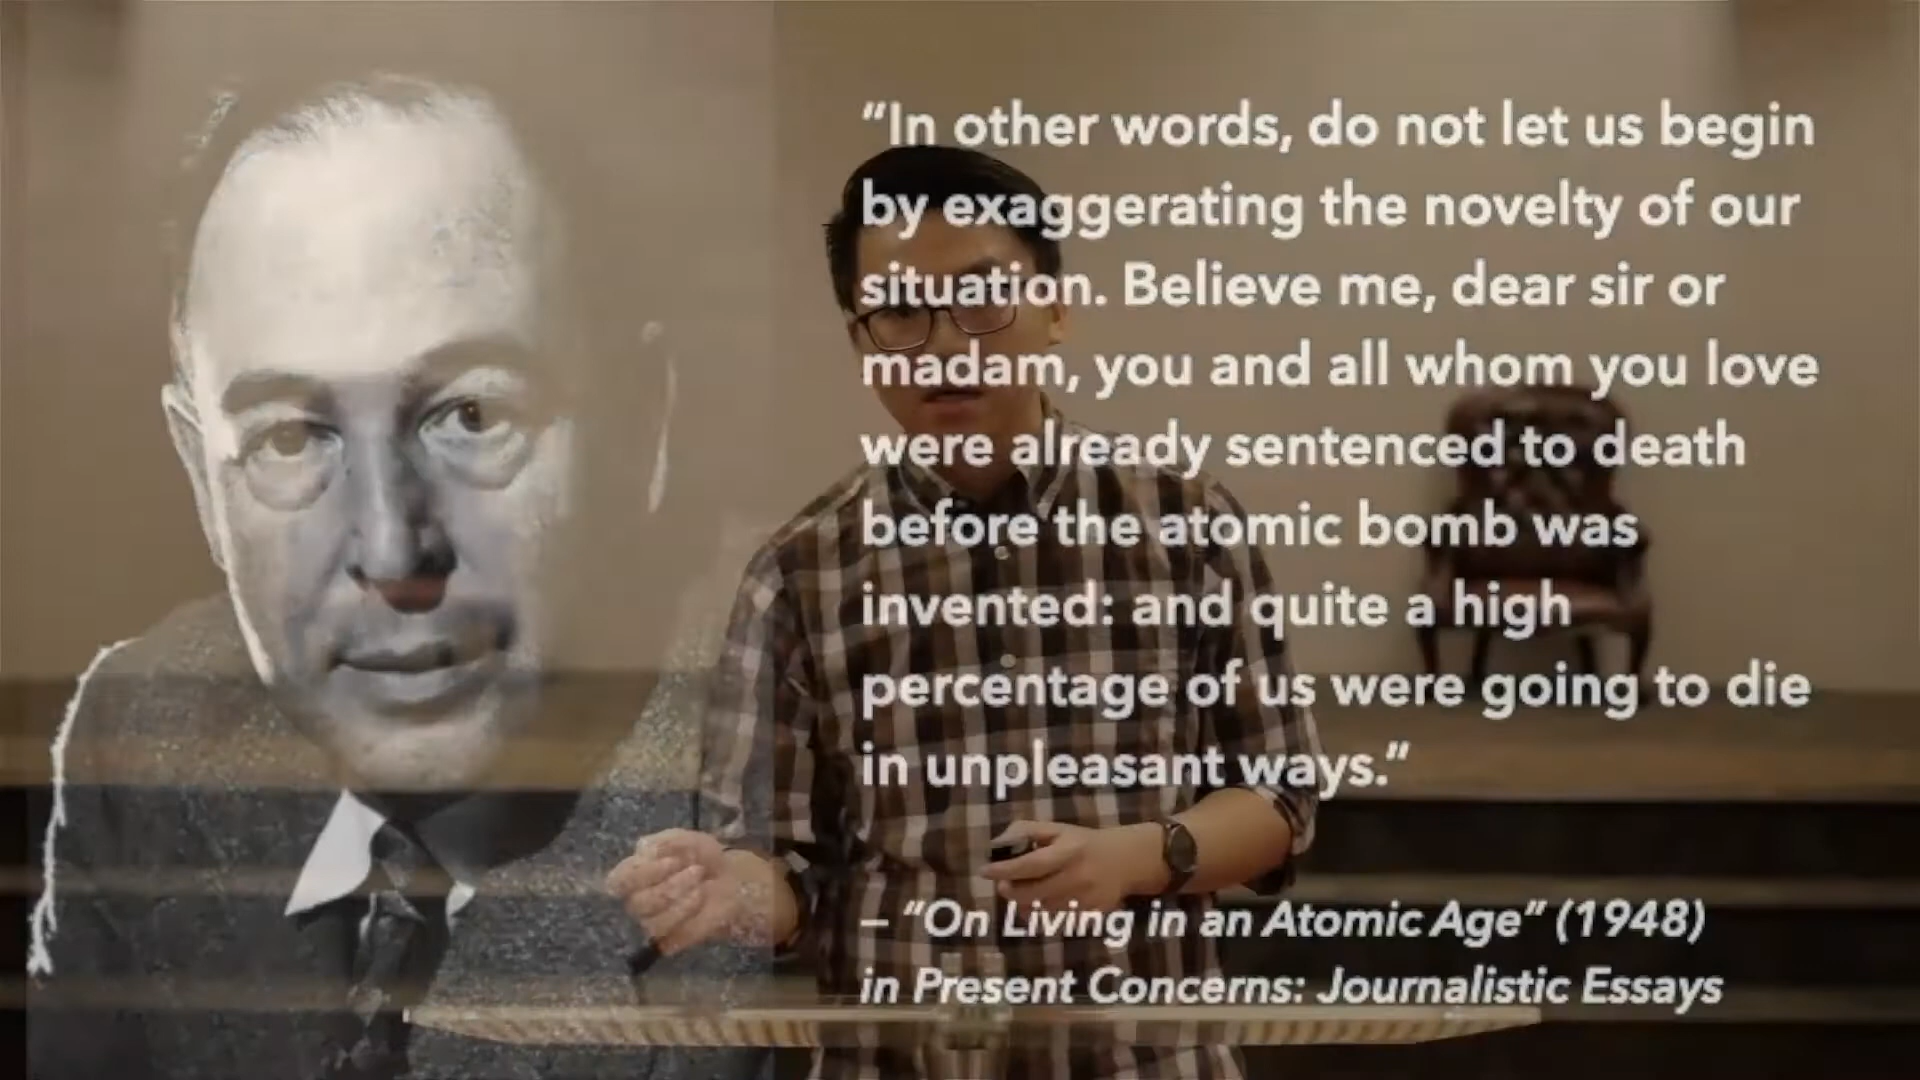 “In other words, do not let us begin
by exaggerating the novelty of our
situation. Believe me, dear sir or
madam, you and all whom you love
were already sentenced to death
before the atomic bomb was
invented: and quite a high
percentage of us were going to die
in unpleasant ways.”
– “On Living in an Atomic Age” (1948)
in Present Concerns: Journalistic Essays